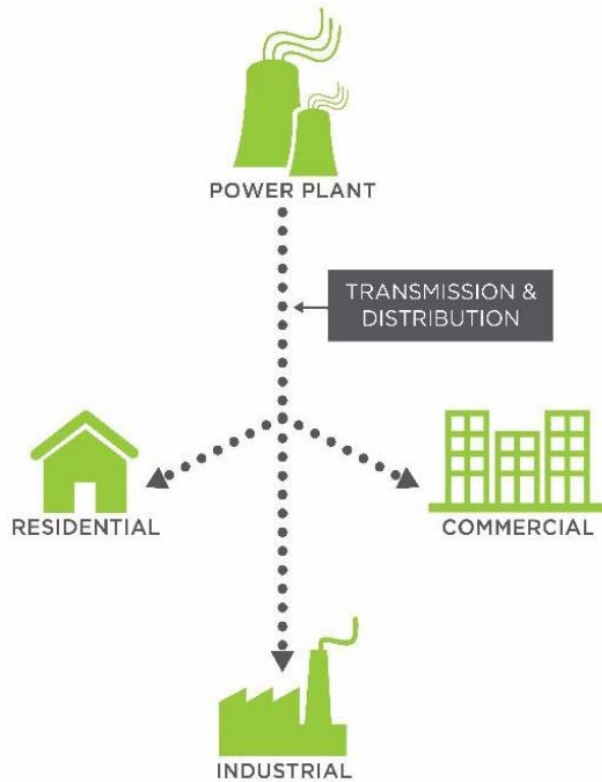 POWER PLANT
TRANSMISSION &
DISTRIBUTION
RESIDENTIAL
COMMERCIAL
INDUSTRIAL